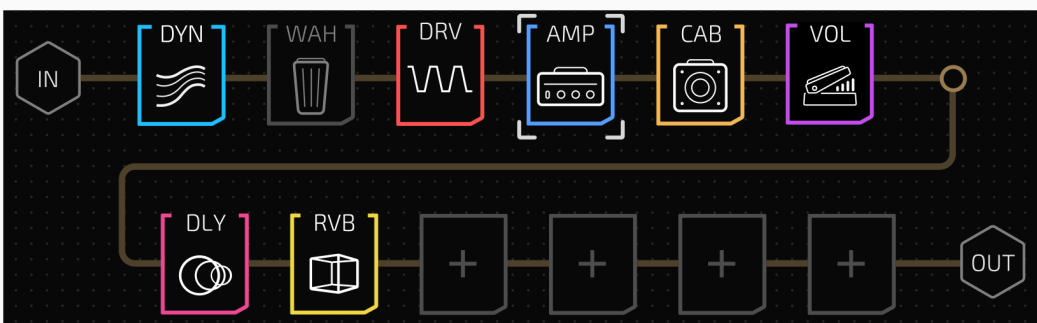 IN DYN WAH DRV AMP CAB VOL
DLY RVB + + + + OUT